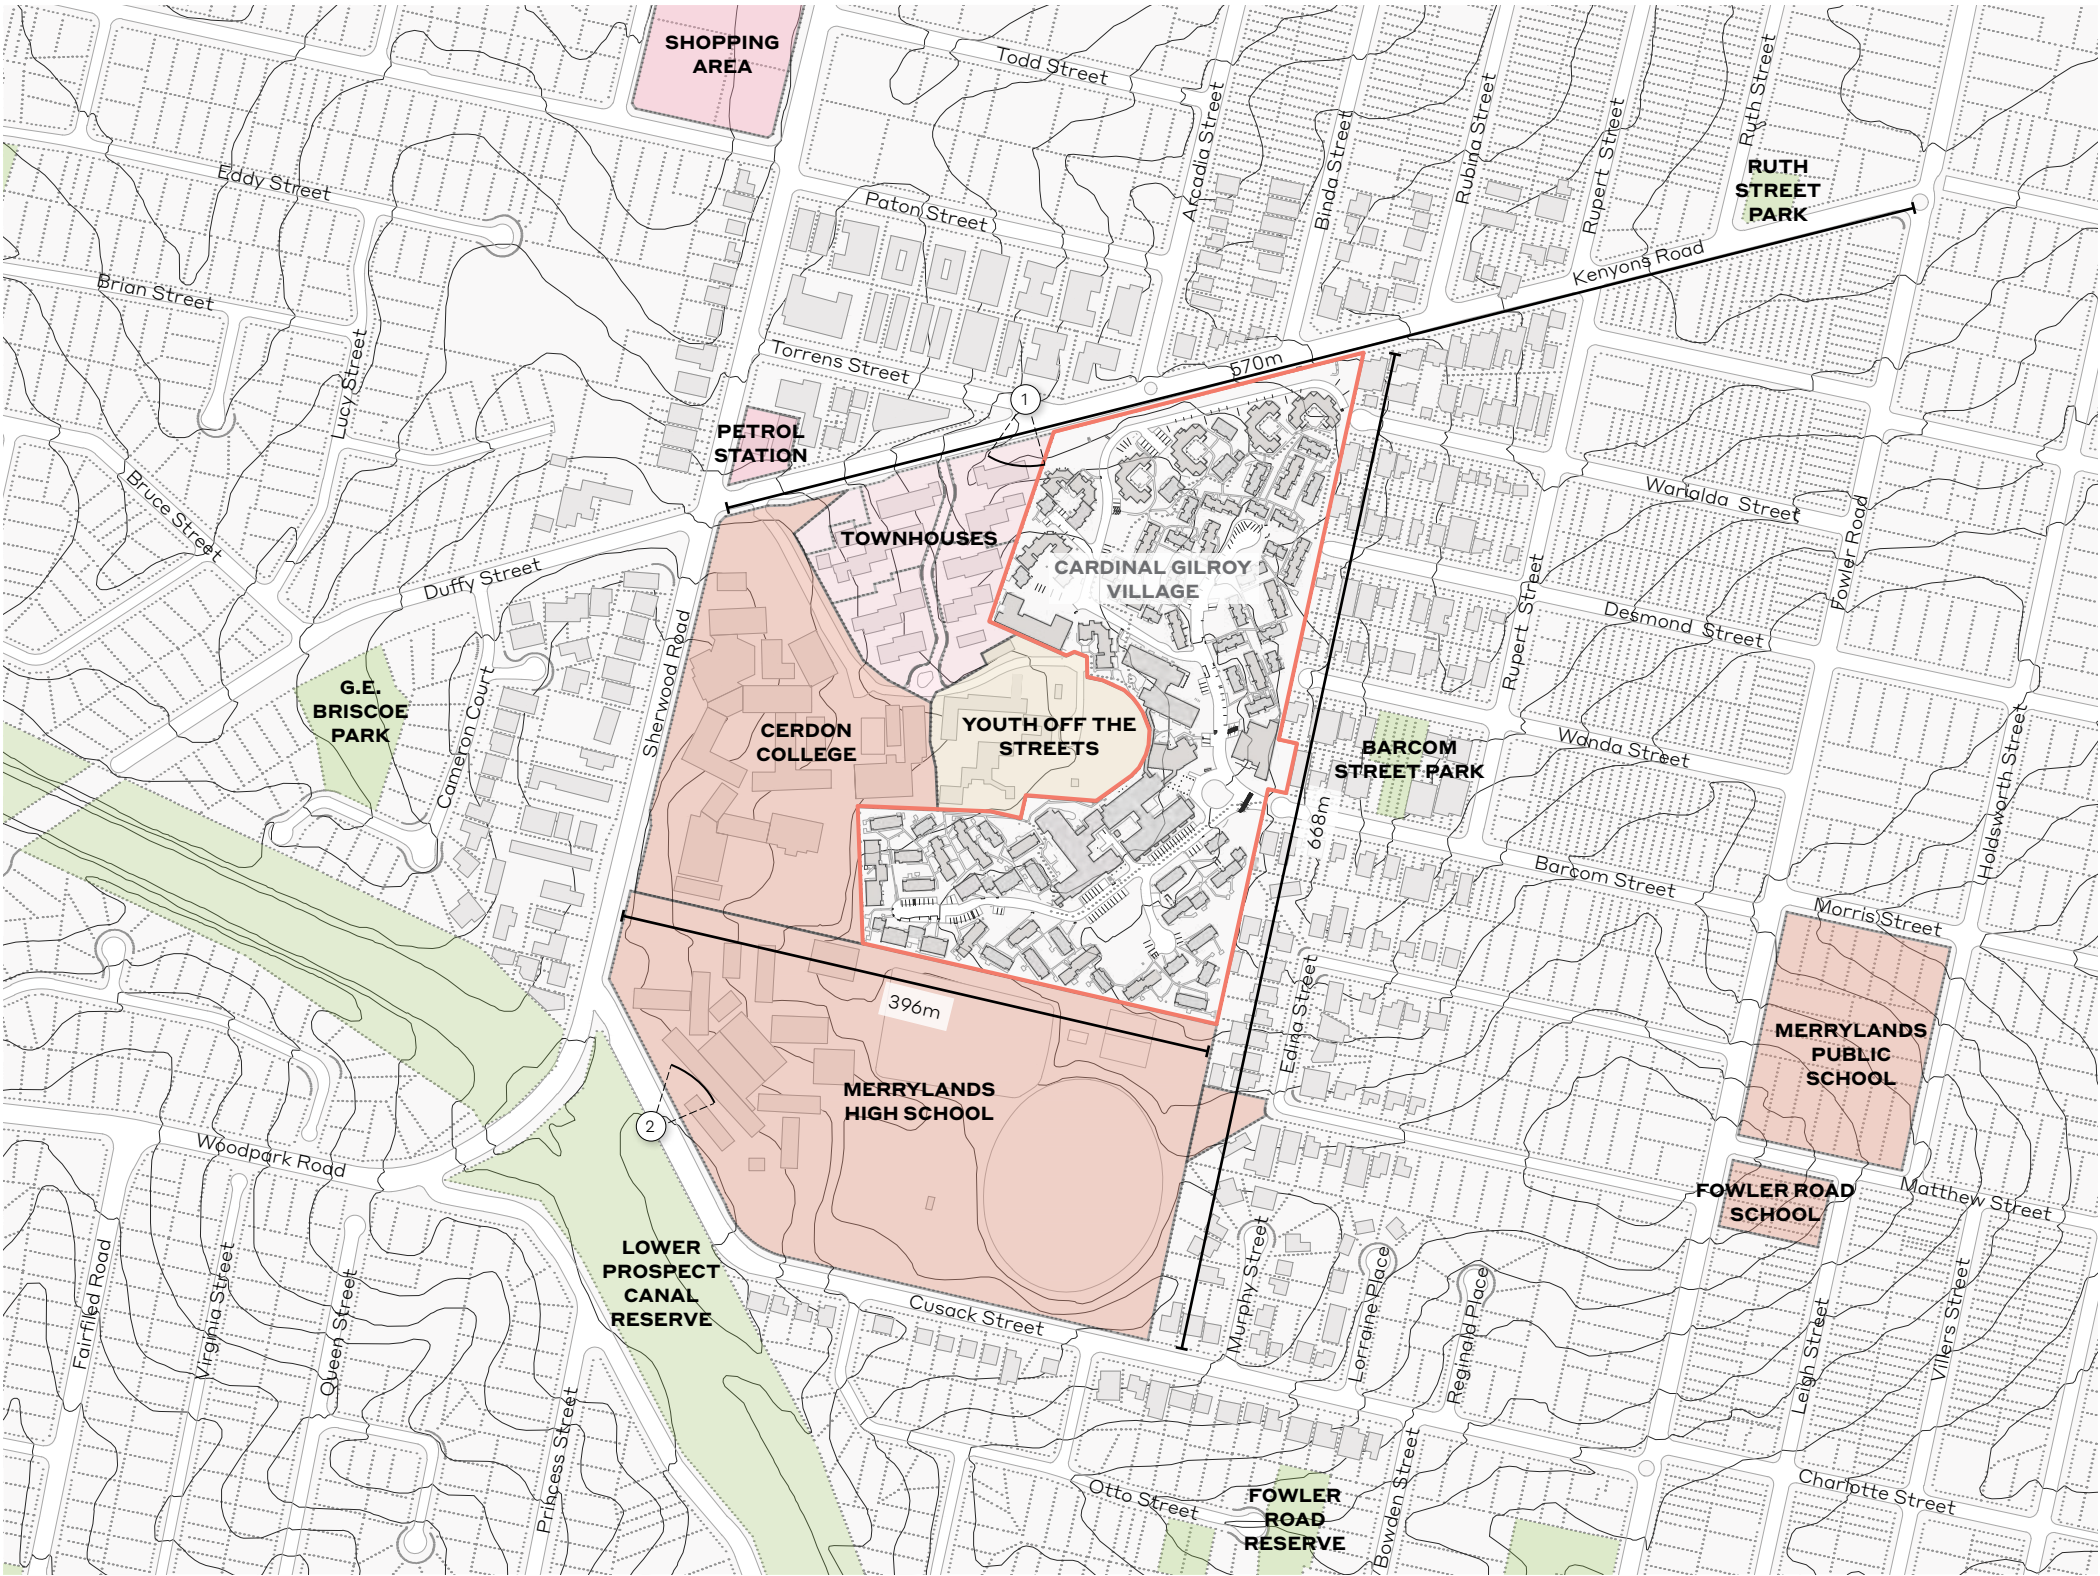 SHOPPING
AREA
Todd Street
Ruth Street
Arcadia Street
Binda Street
Rubina Street
Rupert Street
RUTH
STREET
PARK
Eddy Street
Paton Street
Kenyons Road
Brian Street
Lucy Street
Torrens Street
570m
1
PETROL
STATION
Bruce Street
Warialda Street
Fowler Road
TOWNHOUSES
CARDINAL GILROY
VILLAGE
Duffy Street
Rupert Street
Desmond Street
Sherwood Road
G.E.
BRISCOE
PARK
Cameron Court
CERDON
COLLEGE
YOUTH OFF THE
STREETS
BARCOM
STREET PARK
Wanda Street
Holdsworth Street
668m
Barcom Street
Morris Street
396m
Edina Street
MERRYLANDS
PUBLIC
SCHOOL
MERRYLANDS
HIGH SCHOOL
2
Woodpark Road
FOWLER ROAD
SCHOOL
Matthew Street
LOWER
PROSPECT
CANAL
RESERVE
Fairfiled Road
Virginia Street
Queen Street
Cusack Street
Murphy Street
Lorraine Place
Reginald Place
Leigh Street
Villers Street
Princess Street
Otto Street
FOWLER
ROAD
RESERVE
Bowden Street
Charlotte Street